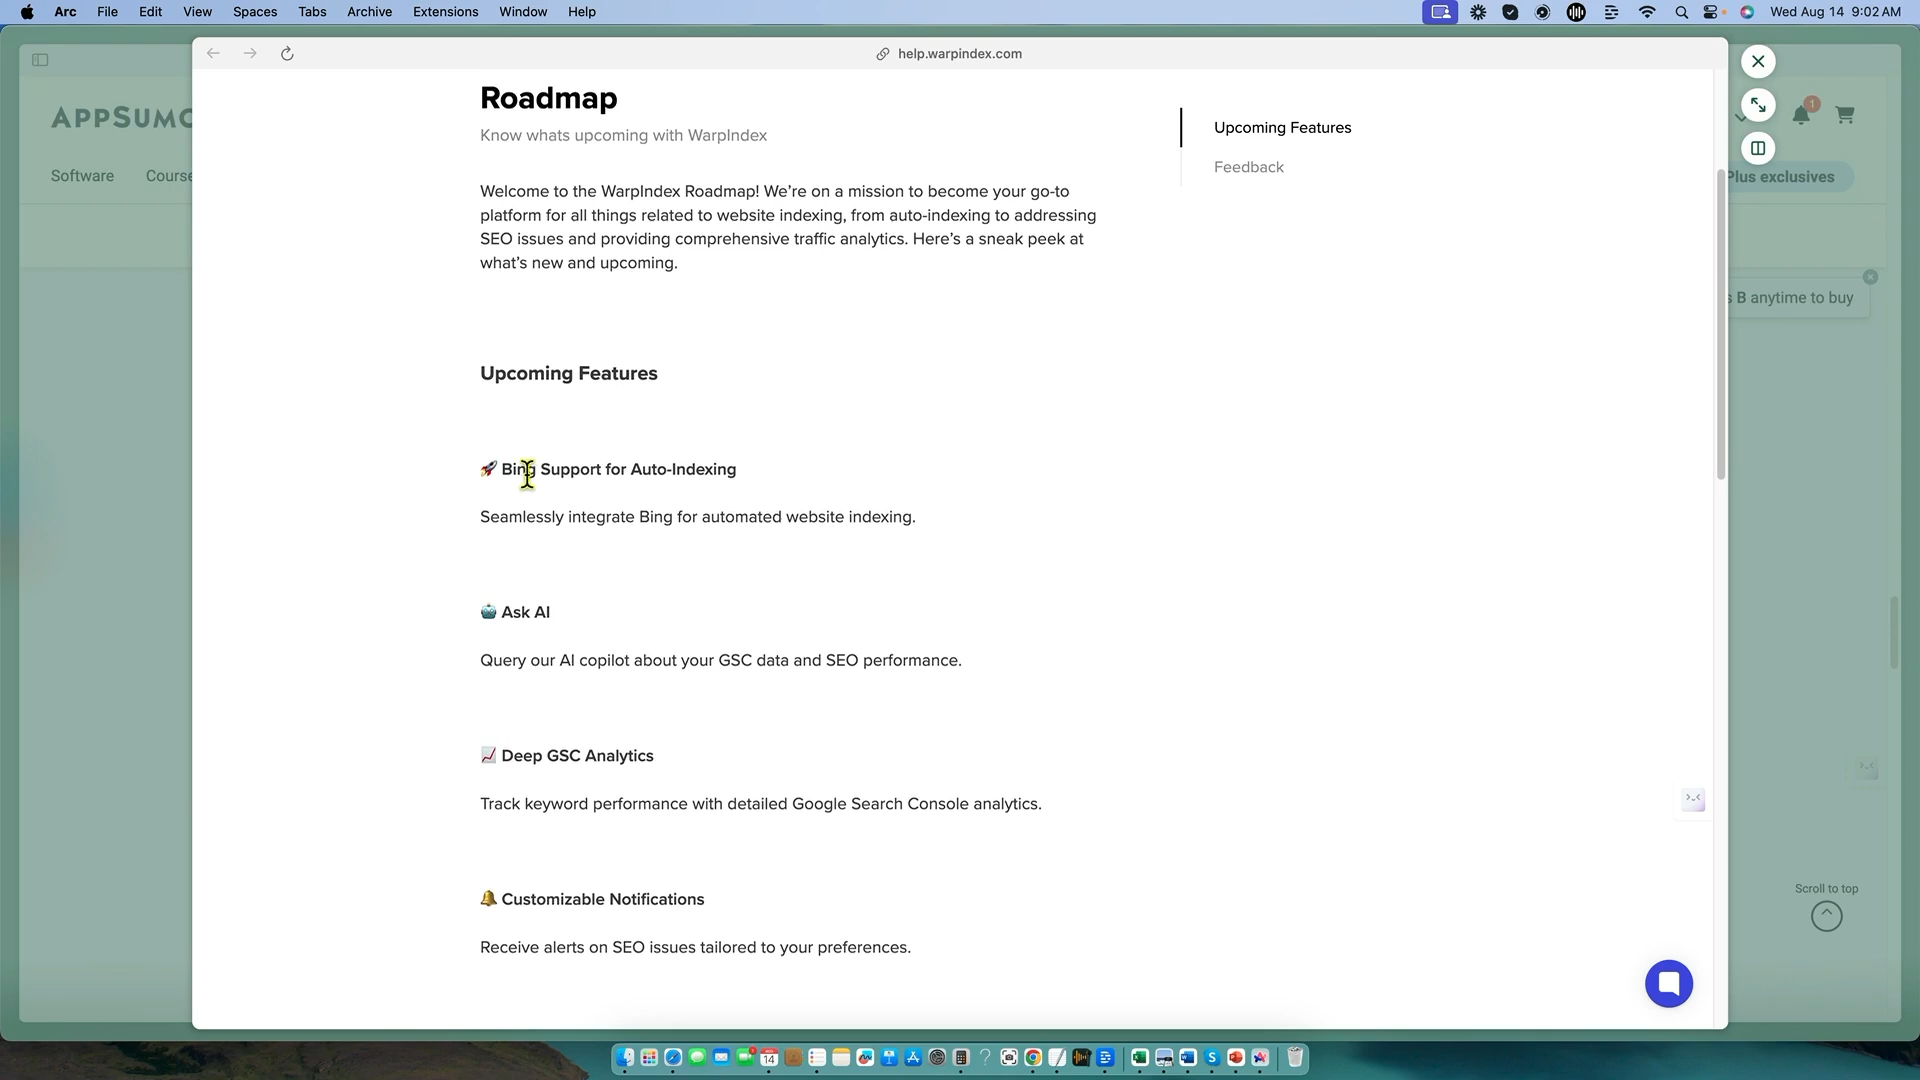 Arc File Edit View Spaces Tabs Archive Extensions Window Help Wed Aug 14 9:02 AM
help.warpindex.com
APPSUMO
Software Course
1
Plus exclusives
s B anytime to buy
Roadmap
Know whats upcoming with WarpIndex
Upcoming Features
Feedback
Welcome to the WarpIndex Roadmap! We’re on a mission to become your go-to
platform for all things related to website indexing, from auto-indexing to addressing
SEO issues and providing comprehensive traffic analytics. Here’s a sneak peek at
what’s new and upcoming.
Upcoming Features
🚀 Bing Support for Auto-Indexing
Seamlessly integrate Bing for automated website indexing.
🤖 Ask AI
Query our AI copilot about your GSC data and SEO performance.
📈 Deep GSC Analytics
Track keyword performance with detailed Google Search Console analytics.
🔔 Customizable Notifications
Receive alerts on SEO issues tailored to your preferences.
Scroll to top
14